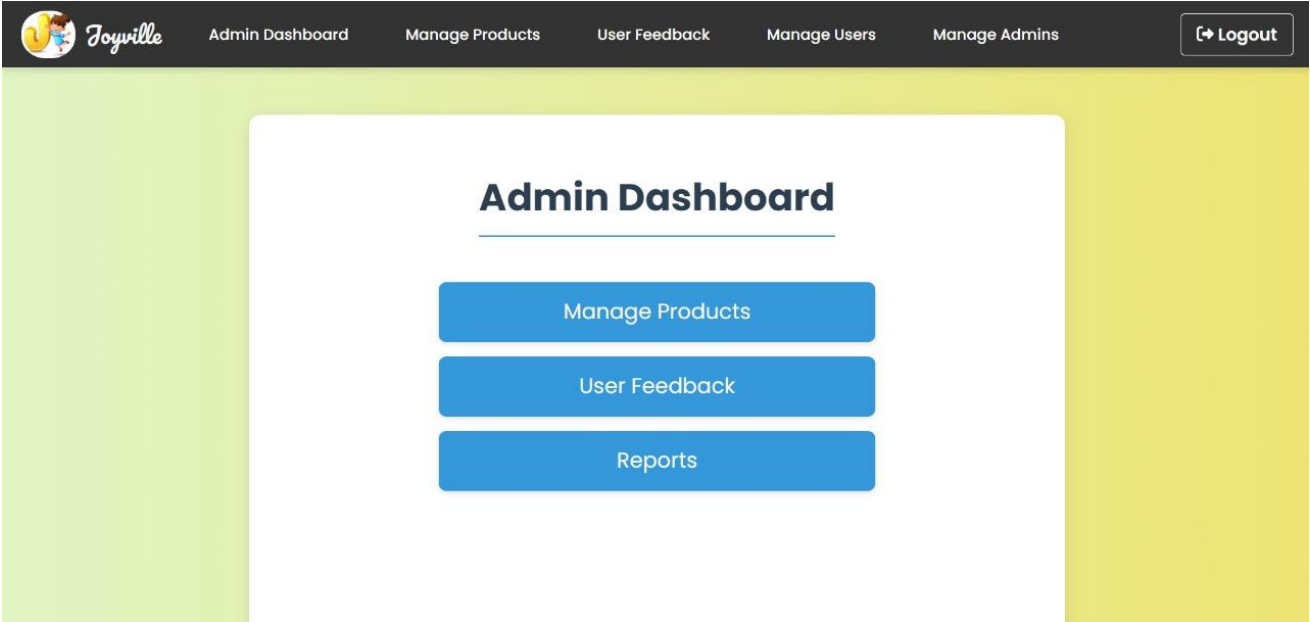 Joyville Admin Dashboard Manage Products User Feedback Manage Users Manage Admins Logout
Admin Dashboard
Manage Products
User Feedback
Reports